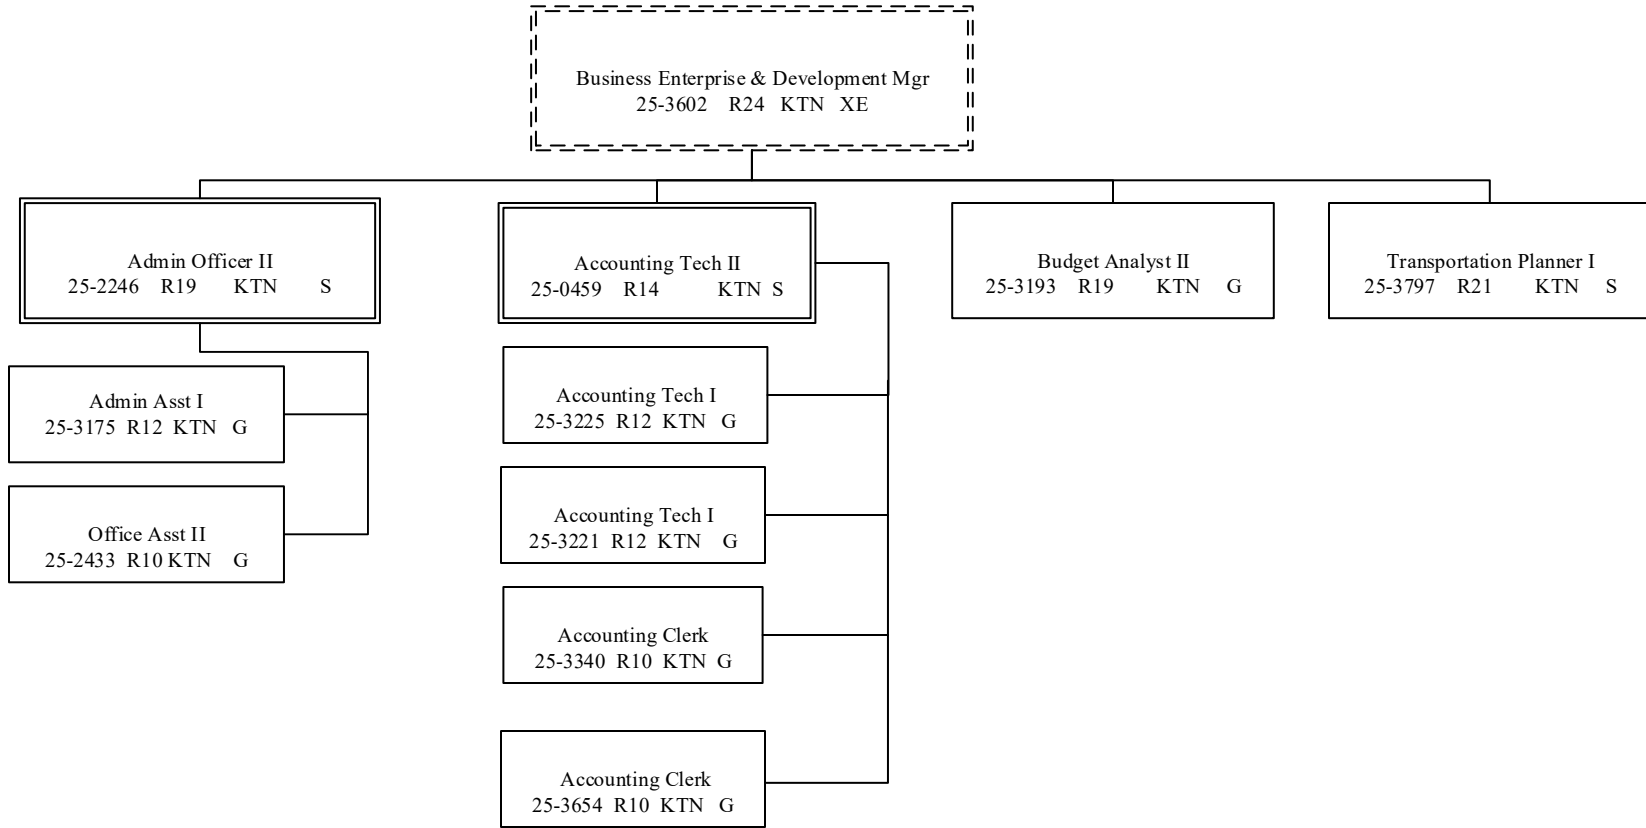 Business Enterprise & Development Mgr
25-3602 R24 KTN XE
Admin Officer II
25-2246 R19 KTN S
Accounting Tech II
25-0459 R14 KTN S
Budget Analyst II
25-3193 R19 KTN G
Transportation Planner I
25-3797 R21 KTN S
Admin Asst I
25-3175 R12 KTN G
Office Asst II
25-2433 R10 KTN G
Accounting Tech I
25-3225 R12 KTN G
Accounting Tech I
25-3221 R12 KTN G
Accounting Clerk
25-3340 R10 KTN G
Accounting Clerk
25-3654 R10 KTN G